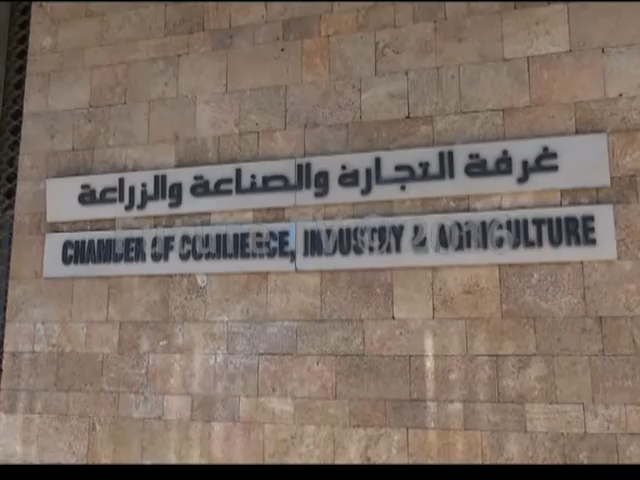 غرفة التجارة والصناعة والزراعة
CHAMBER OF COMMERCE, INDUSTRY & AGRICULTURE